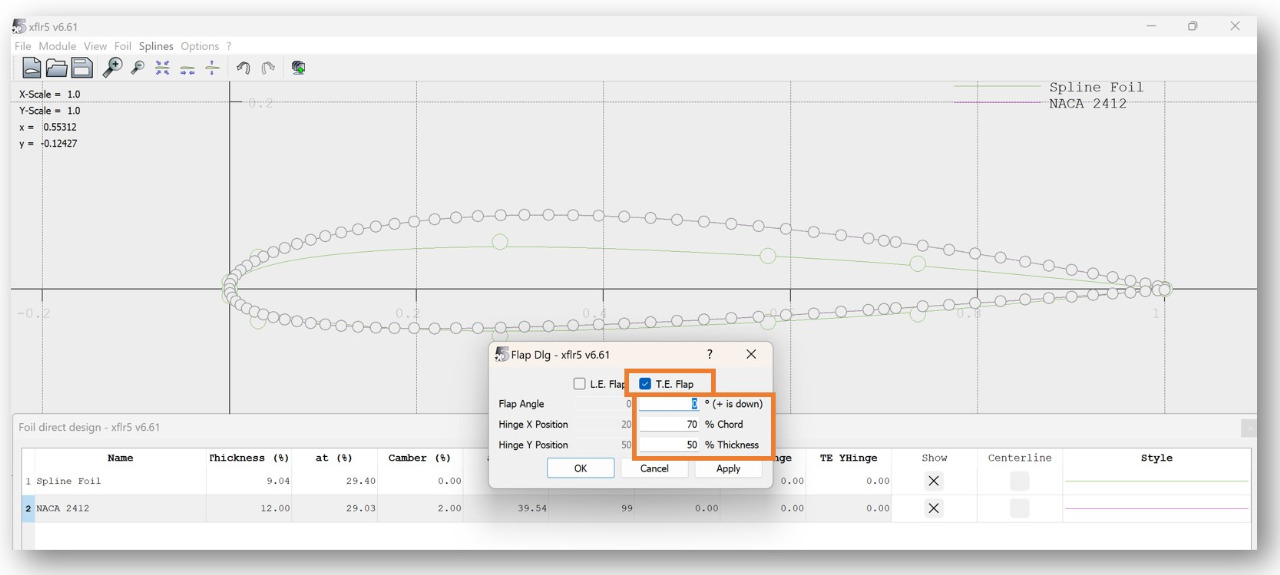 xflr5 v6.61
File Module View Foil Splines Options ?
X-Scale = 1.0
Y-Scale = 1.0
x = 0.55312
y = -0.12427
0.2
Spline Foil
NACA 2412
-0.2 0.2 0.4 0.6 0.8 1
Flap Dlg - xflr5 v6.61 ?
L.E. Flap T.E. Flap
Flap Angle 0 0 ° (+ is down)
Hinge X Position 20 70 % Chord
Hinge Y Position 50 50 % Thickness
OK Cancel Apply
Foil direct design - xflr5 v6.61
Name Thickness (%) at (%) Camber (%) TE YHinge Show Centerline Style
1 Spline Foil 9.04 29.40 0.00 0.00 0.00
2 NACA 2412 12.00 29.03 2.00 39.54 99 0.00 0.00 0.00